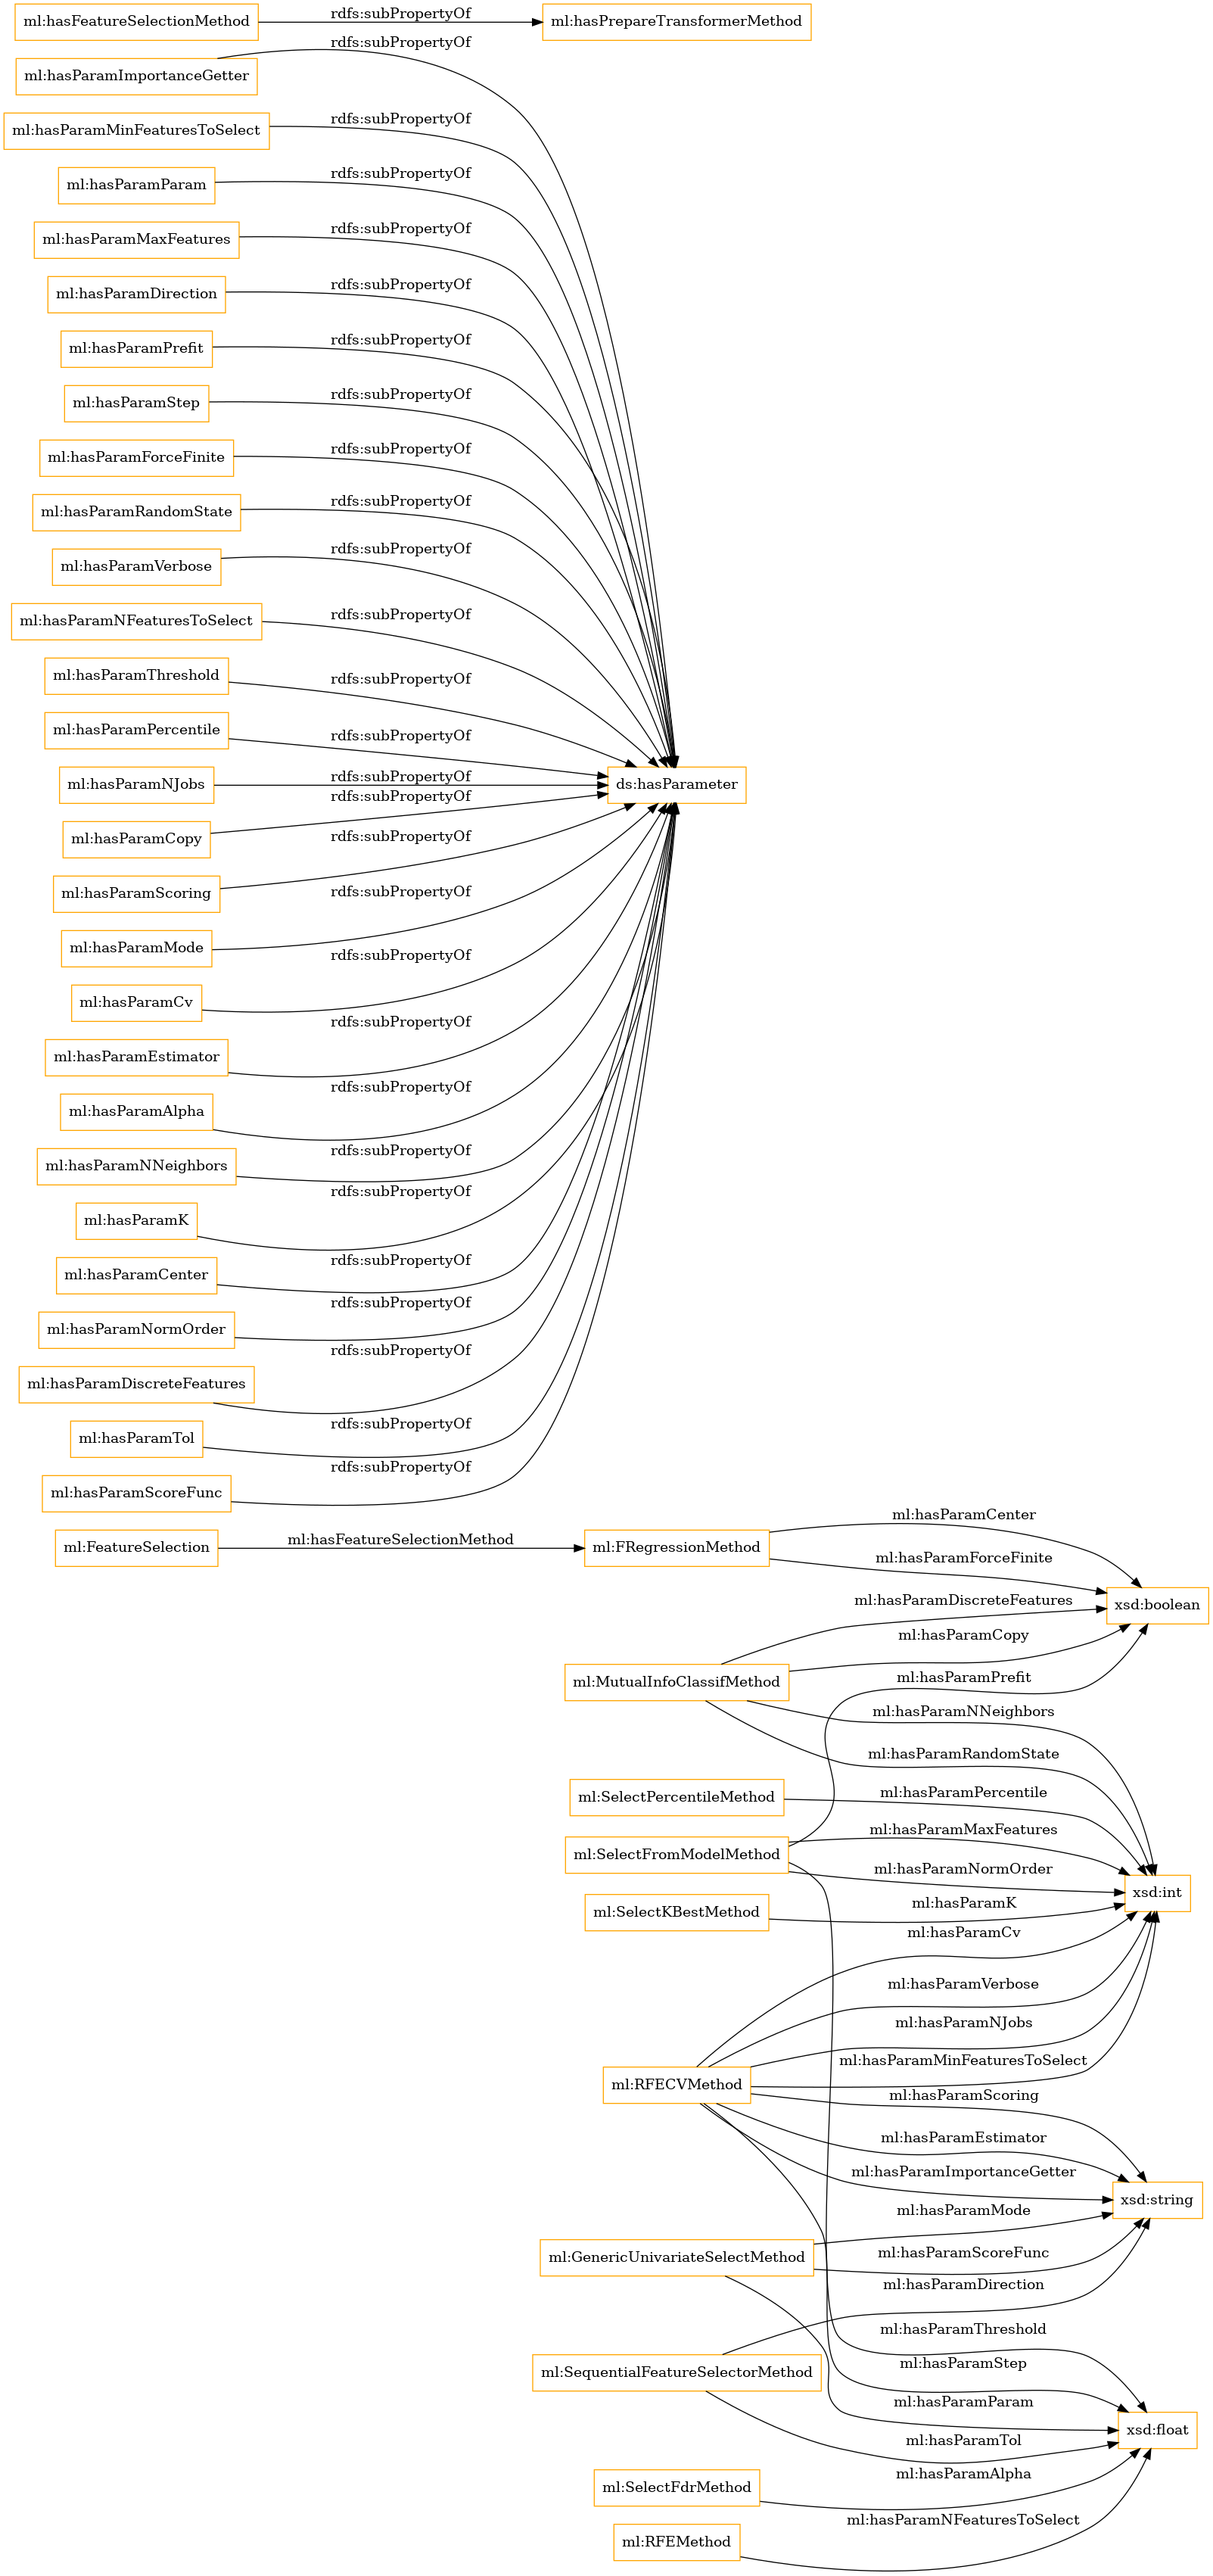 ml:hasFeatureSelectionMethod
rdfs:subPropertyOf
ml:hasPrepareTransformerMethod
ml:hasParamImportanceGetter
rdfs:subPropertyOf
ml:hasParamMinFeaturesToSelect
rdfs:subPropertyOf
ml:hasParamParam
rdfs:subPropertyOf
ml:hasParamMaxFeatures
rdfs:subPropertyOf
ml:hasParamDirection
rdfs:subPropertyOf
ml:hasParamPrefit
rdfs:subPropertyOf
ml:hasParamStep
rdfs:subPropertyOf
ml:hasParamForceFinite
rdfs:subPropertyOf
ml:hasParamRandomState
rdfs:subPropertyOf
ml:hasParamVerbose
rdfs:subPropertyOf
ml:hasParamNFeaturesToSelect
rdfs:subPropertyOf
ml:hasParamThreshold
rdfs:subPropertyOf
ml:hasParamPercentile
rdfs:subPropertyOf
ml:hasParamNJobs
rdfs:subPropertyOf
ds:hasParameter
ml:hasParamCopy
rdfs:subPropertyOf
ml:hasParamScoring
rdfs:subPropertyOf
ml:hasParamMode
rdfs:subPropertyOf
ml:hasParamCv
rdfs:subPropertyOf
ml:hasParamEstimator
rdfs:subPropertyOf
ml:hasParamAlpha
rdfs:subPropertyOf
ml:hasParamNNeighbors
rdfs:subPropertyOf
ml:hasParamK
rdfs:subPropertyOf
ml:hasParamCenter
rdfs:subPropertyOf
ml:hasParamNormOrder
rdfs:subPropertyOf
ml:hasParamDiscreteFeatures
rdfs:subPropertyOf
ml:hasParamTol
rdfs:subPropertyOf
ml:hasParamScoreFunc
rdfs:subPropertyOf
ml:FeatureSelection
ml:hasFeatureSelectionMethod
ml:FRegressionMethod
ml:hasParamCenter
ml:hasParamForceFinite
xsd:boolean
ml:hasParamDiscreteFeatures
ml:hasParamCopy
ml:MutualInfoClassifMethod
ml:hasParamPrefit
ml:hasParamNNeighbors
ml:hasParamRandomState
ml:SelectPercentileMethod
ml:hasParamPercentile
ml:SelectFromModelMethod
ml:hasParamMaxFeatures
ml:hasParamNormOrder
xsd:int
ml:SelectKBestMethod
ml:hasParamK
ml:hasParamCv
ml:hasParamVerbose
ml:hasParamNJobs
ml:hasParamMinFeaturesToSelect
ml:RFECVMethod
ml:hasParamScoring
ml:hasParamEstimator
ml:hasParamImportanceGetter
xsd:string
ml:hasParamMode
ml:GenericUnivariateSelectMethod
ml:hasParamScoreFunc
ml:hasParamDirection
ml:hasParamThreshold
ml:SequentialFeatureSelectorMethod
ml:hasParamStep
ml:hasParamParam
xsd:float
ml:hasParamTol
ml:SelectFdrMethod
ml:hasParamAlpha
ml:hasParamNFeaturesToSelect
ml:RFEMethod